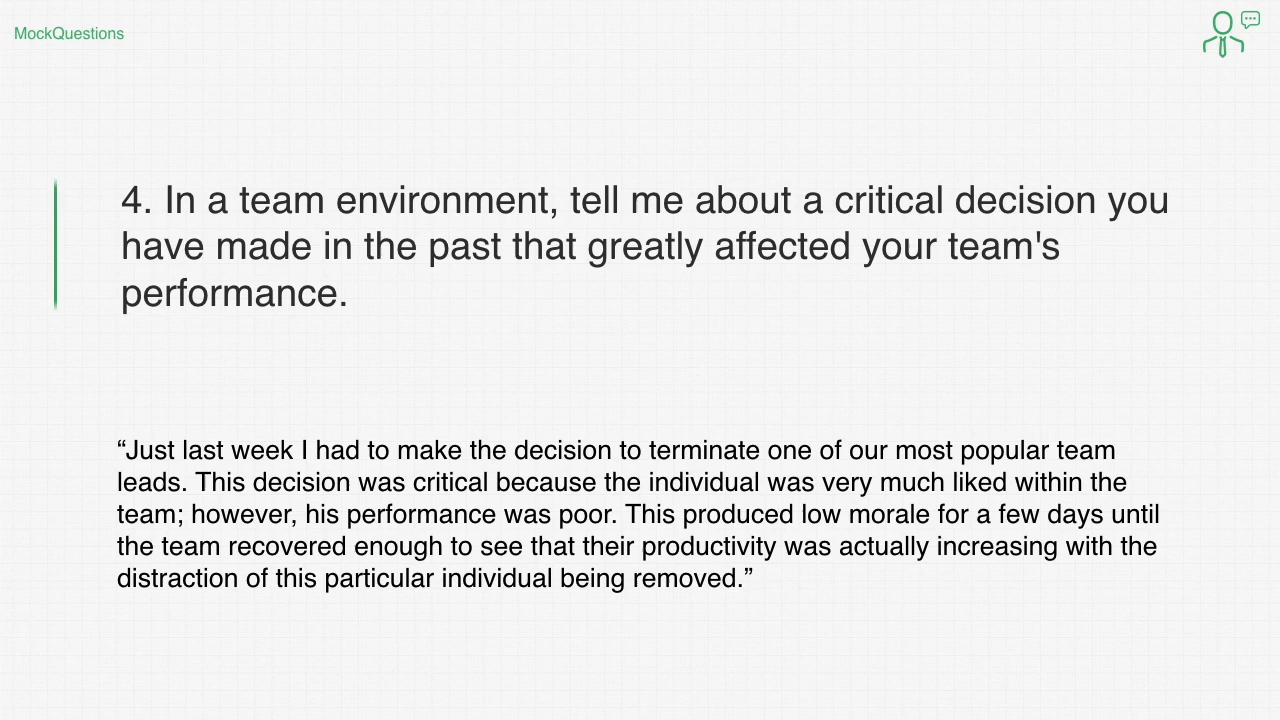 MockQuestions
4. In a team environment, tell me about a critical decision you
have made in the past that greatly affected your team's
performance.
“Just last week I had to make the decision to terminate one of our most popular team
leads. This decision was critical because the individual was very much liked within the
team; however, his performance was poor. This produced low morale for a few days until
the team recovered enough to see that their productivity was actually increasing with the
distraction of this particular individual being removed.”